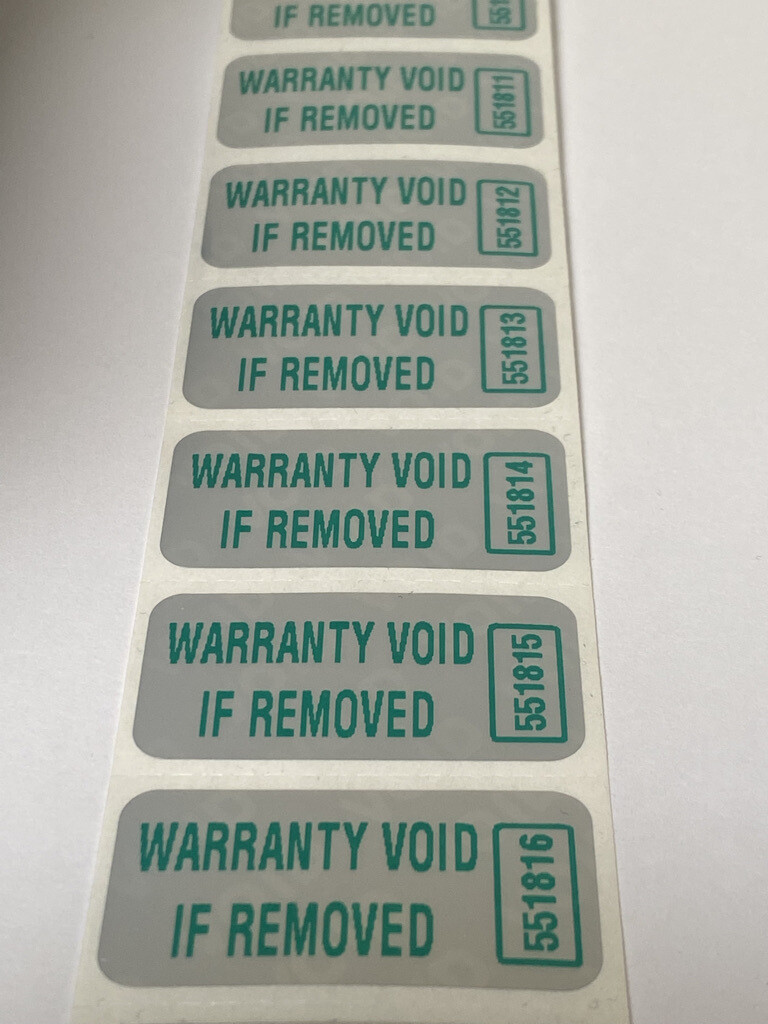 IF REMOVED
WARRANTY VOID
IF REMOVED
551811
WARRANTY VOID
IF REMOVED
551812
WARRANTY VOID
IF REMOVED
551813
WARRANTY VOID
IF REMOVED
551814
WARRANTY VOID
IF REMOVED
551815
WARRANTY VOID
IF REMOVED
551816